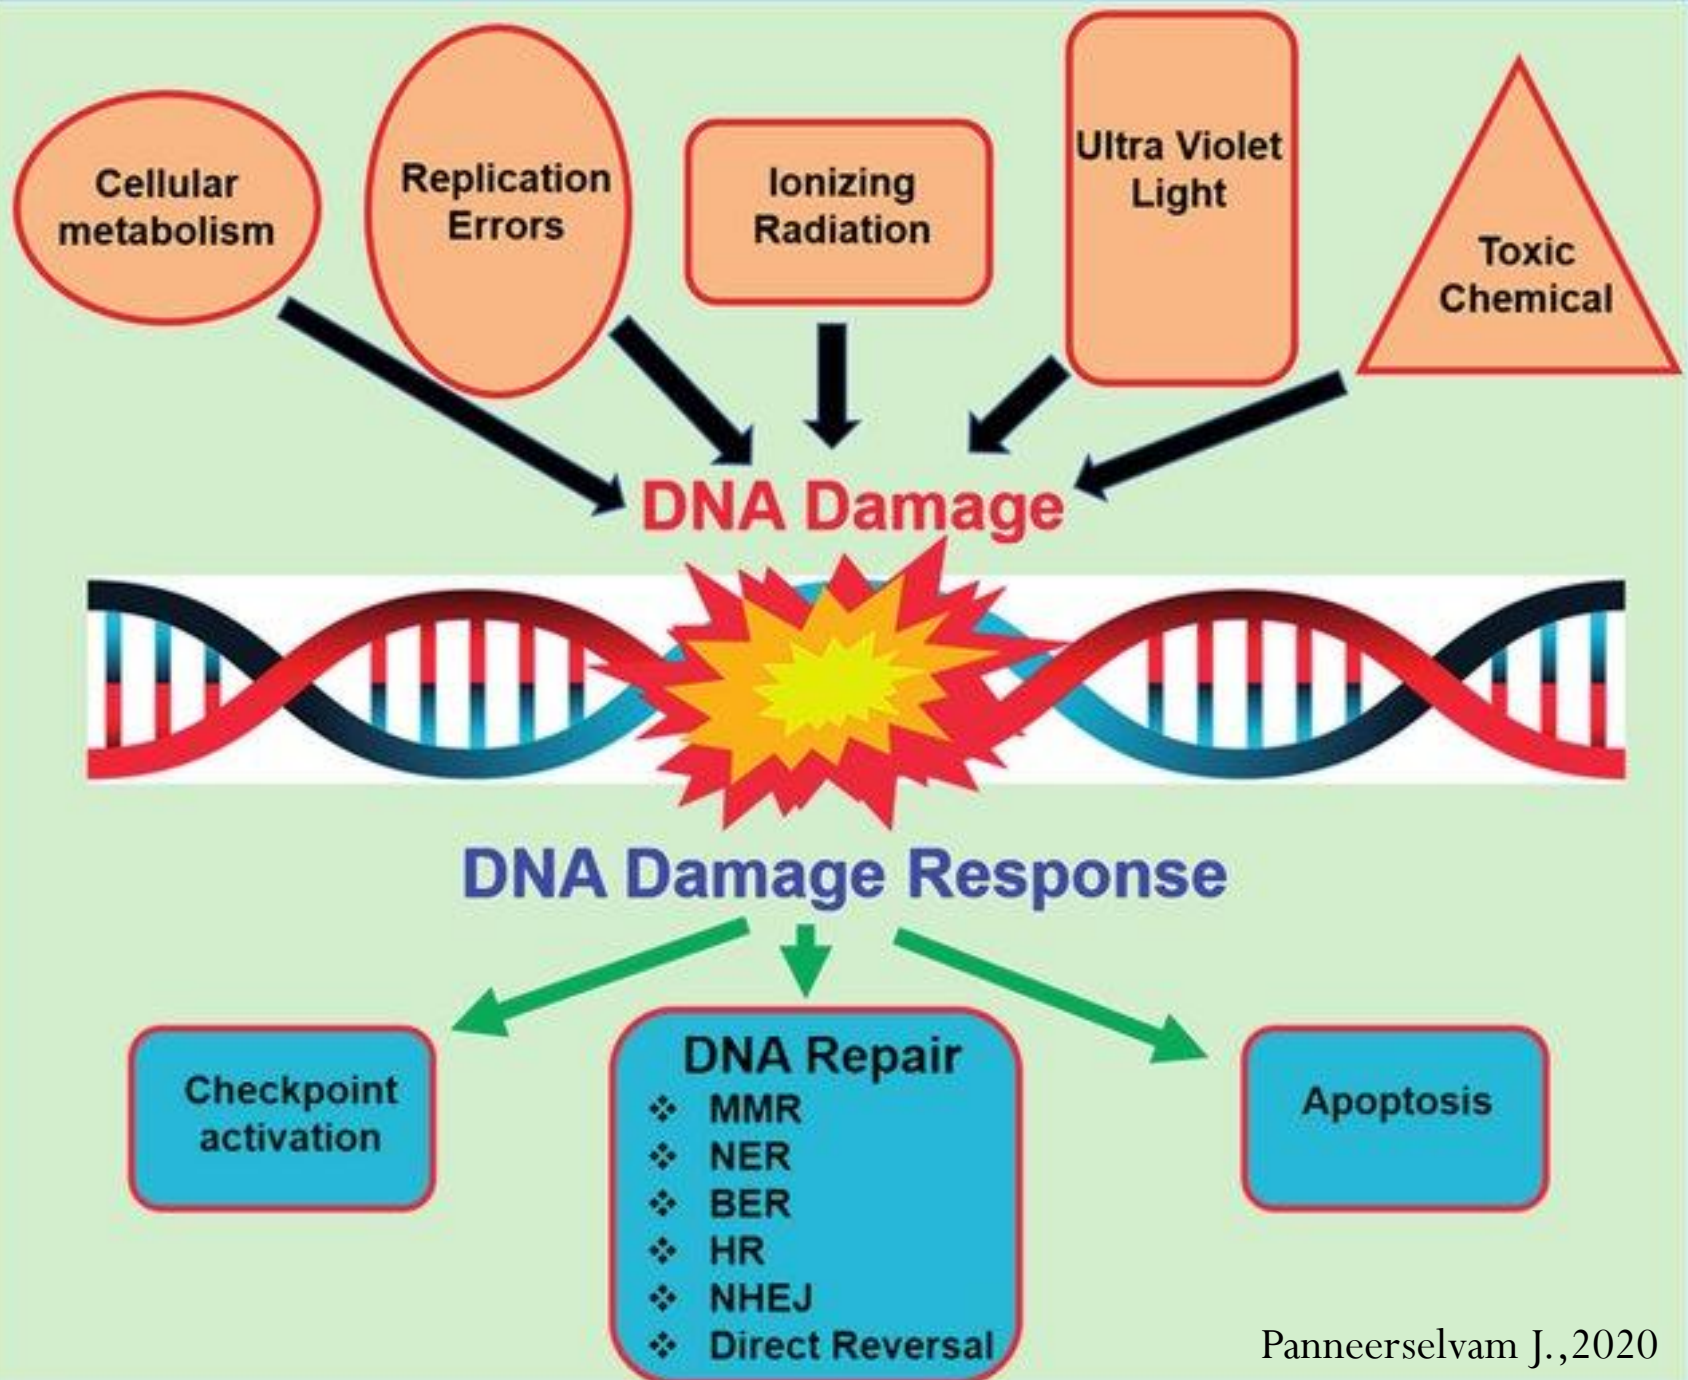 Cellular
metabolism
Replication
Errors
Ionizing
Radiation
Ultra Violet
Light
Toxic
Chemical
DNA Damage
DNA Damage Response
Checkpoint
activation
DNA Repair
❖ MMR
❖ NER
❖ BER
❖ HR
❖ NHEJ
❖ Direct Reversal
Apoptosis
Panneerselvam J.,2020